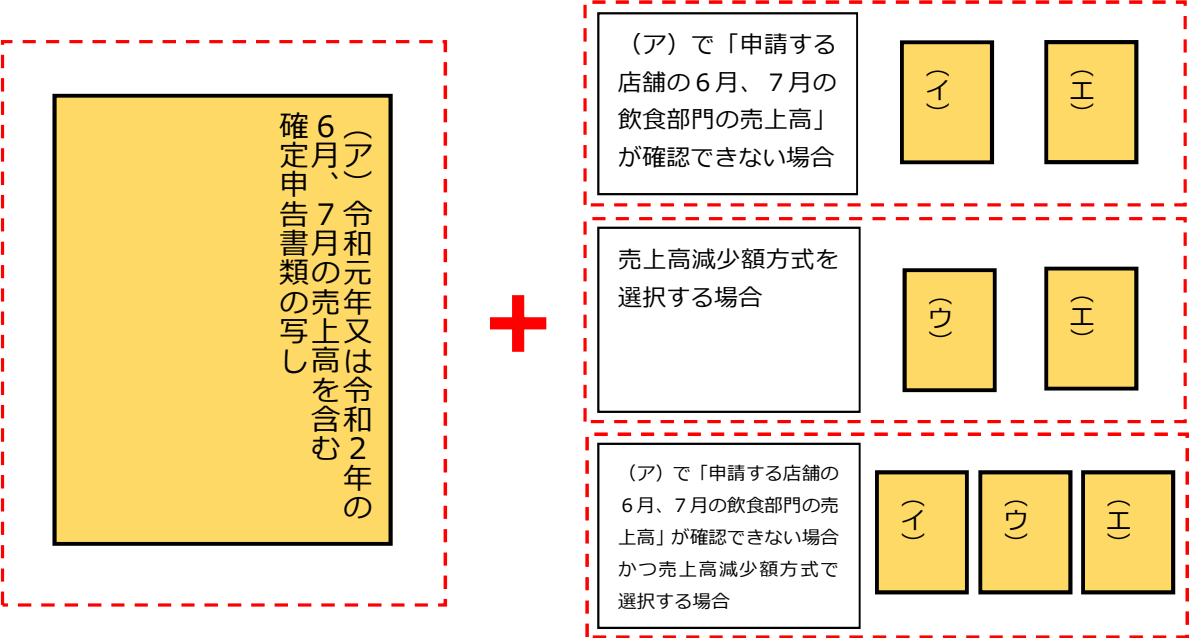 （ア）令和元年又は令和２年の
６月、７月の売上高を含む
確定申告書類の写し
（ア）で「申請する
店舗の６月、７月の
飲食部門の売上高」
が確認できない場合
（イ）
（エ）
売上高減少額方式を
選択する場合
（ウ）
（エ）
（ア）で「申請する店舗の
６月、７月の飲食部門の売
上高」が確認できない場合
かつ売上高減少額方式で
選択する場合
（イ）
（ウ）
（エ）